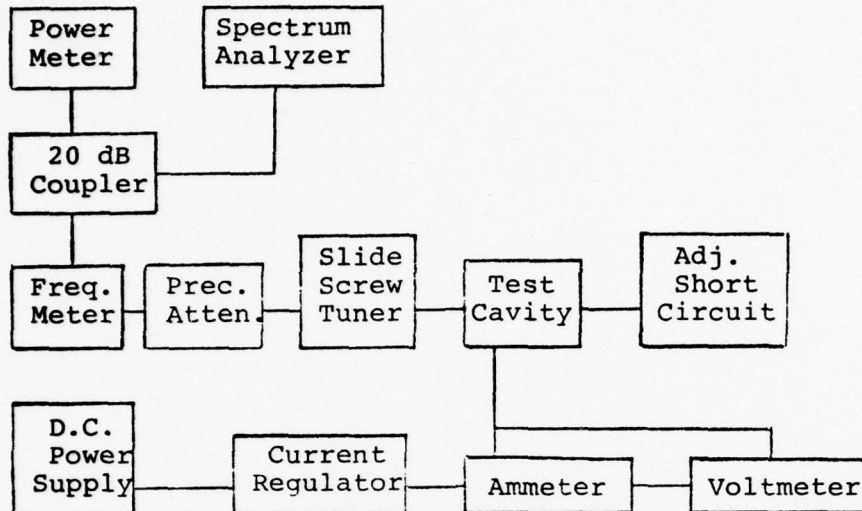 Power
Meter
Spectrum
Analyzer
20 dB
Coupler
Freq.
Meter
Prec.
Atten.
Slide
Screw
Tuner
Test
Cavity
Adj.
Short
Circuit
D.C.
Power
Supply
Current
Regulator
Ammeter
Voltmeter